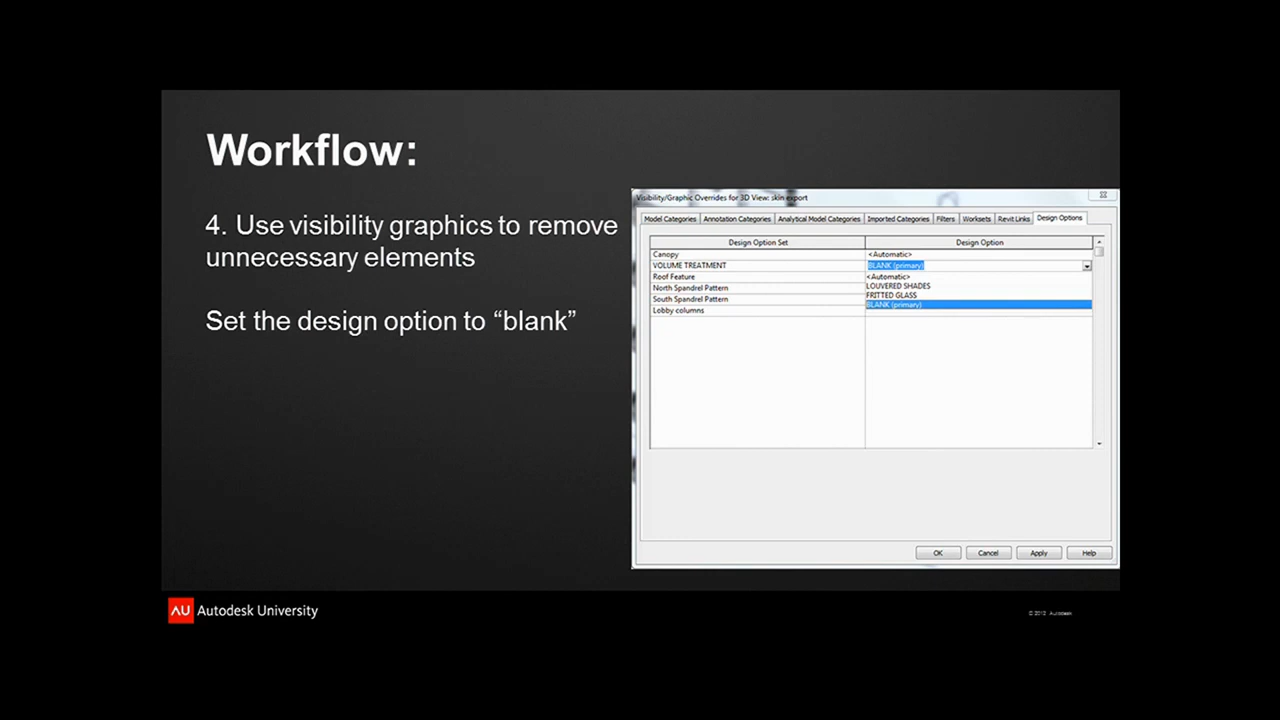 Workflow:
4. Use visibility graphics to remove
unnecessary elements
Set the design option to “blank”
Visibility/Graphic Overrides for 3D View: skin export
Model Categories Annotation Categories Analytical Model Categories Imported Categories Filters Worksets Revit Links Design Options
Design Option Set Design Option
Canopy <Automatic>
VOLUME TREATMENT BLANK (primary)
Roof Feature <Automatic>
North Spandrel Pattern LOUVERED SHADES
South Spandrel Pattern FRITTED GLASS
BLANK (primary)
Lobby columns
OK Cancel Apply Help
AU Autodesk University
© 2012 Autodesk